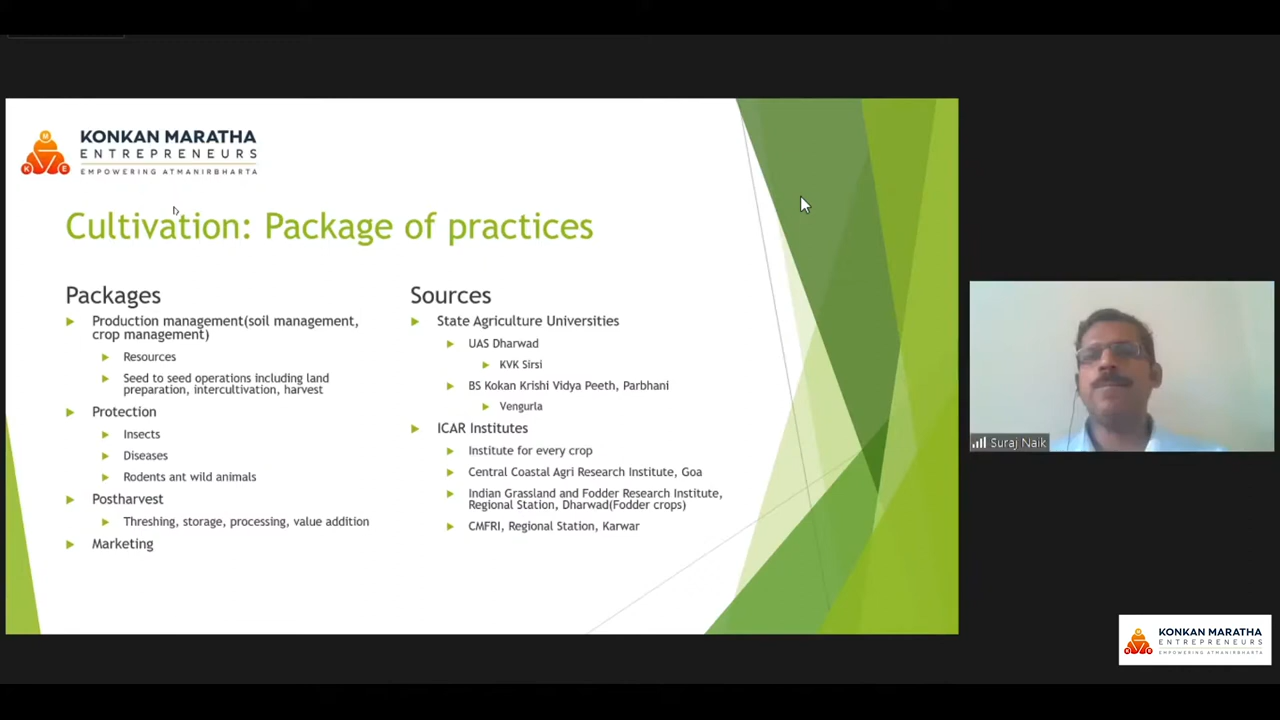 KONKAN MARATHA
ENTREPRENEURS
EMPOWERING ATMANIRBHARTA
M
K E
Cultivation: Package of practices
Packages
Production management(soil management,
crop management)
Resources
Seed to seed operations including land
preparation, intercultivation, harvest
Protection
Insects
Diseases
Rodents ant wild animals
Postharvest
Threshing, storage, processing, value addition
Marketing
Sources
State Agriculture Universities
UAS Dharwad
KVK Sirsi
BS Kokan Krishi Vidya Peeth, Parbhani
Vengurla
ICAR Institutes
Institute for every crop
Central Coastal Agri Research Institute, Goa
Indian Grassland and Fodder Research Institute,
Regional Station, Dharwad(Fodder crops)
CMFRI, Regional Station, Karwar
Suraj Naik
KONKAN MARATHA
ENTREPRENEURS
EMPOWERING ATMANIRBHARTA